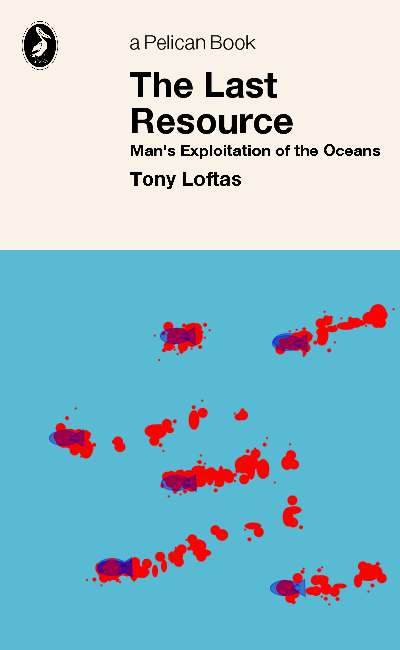 a Pelican Book
The Last
Resource
Man's Exploitation of the Oceans
Tony Loftas